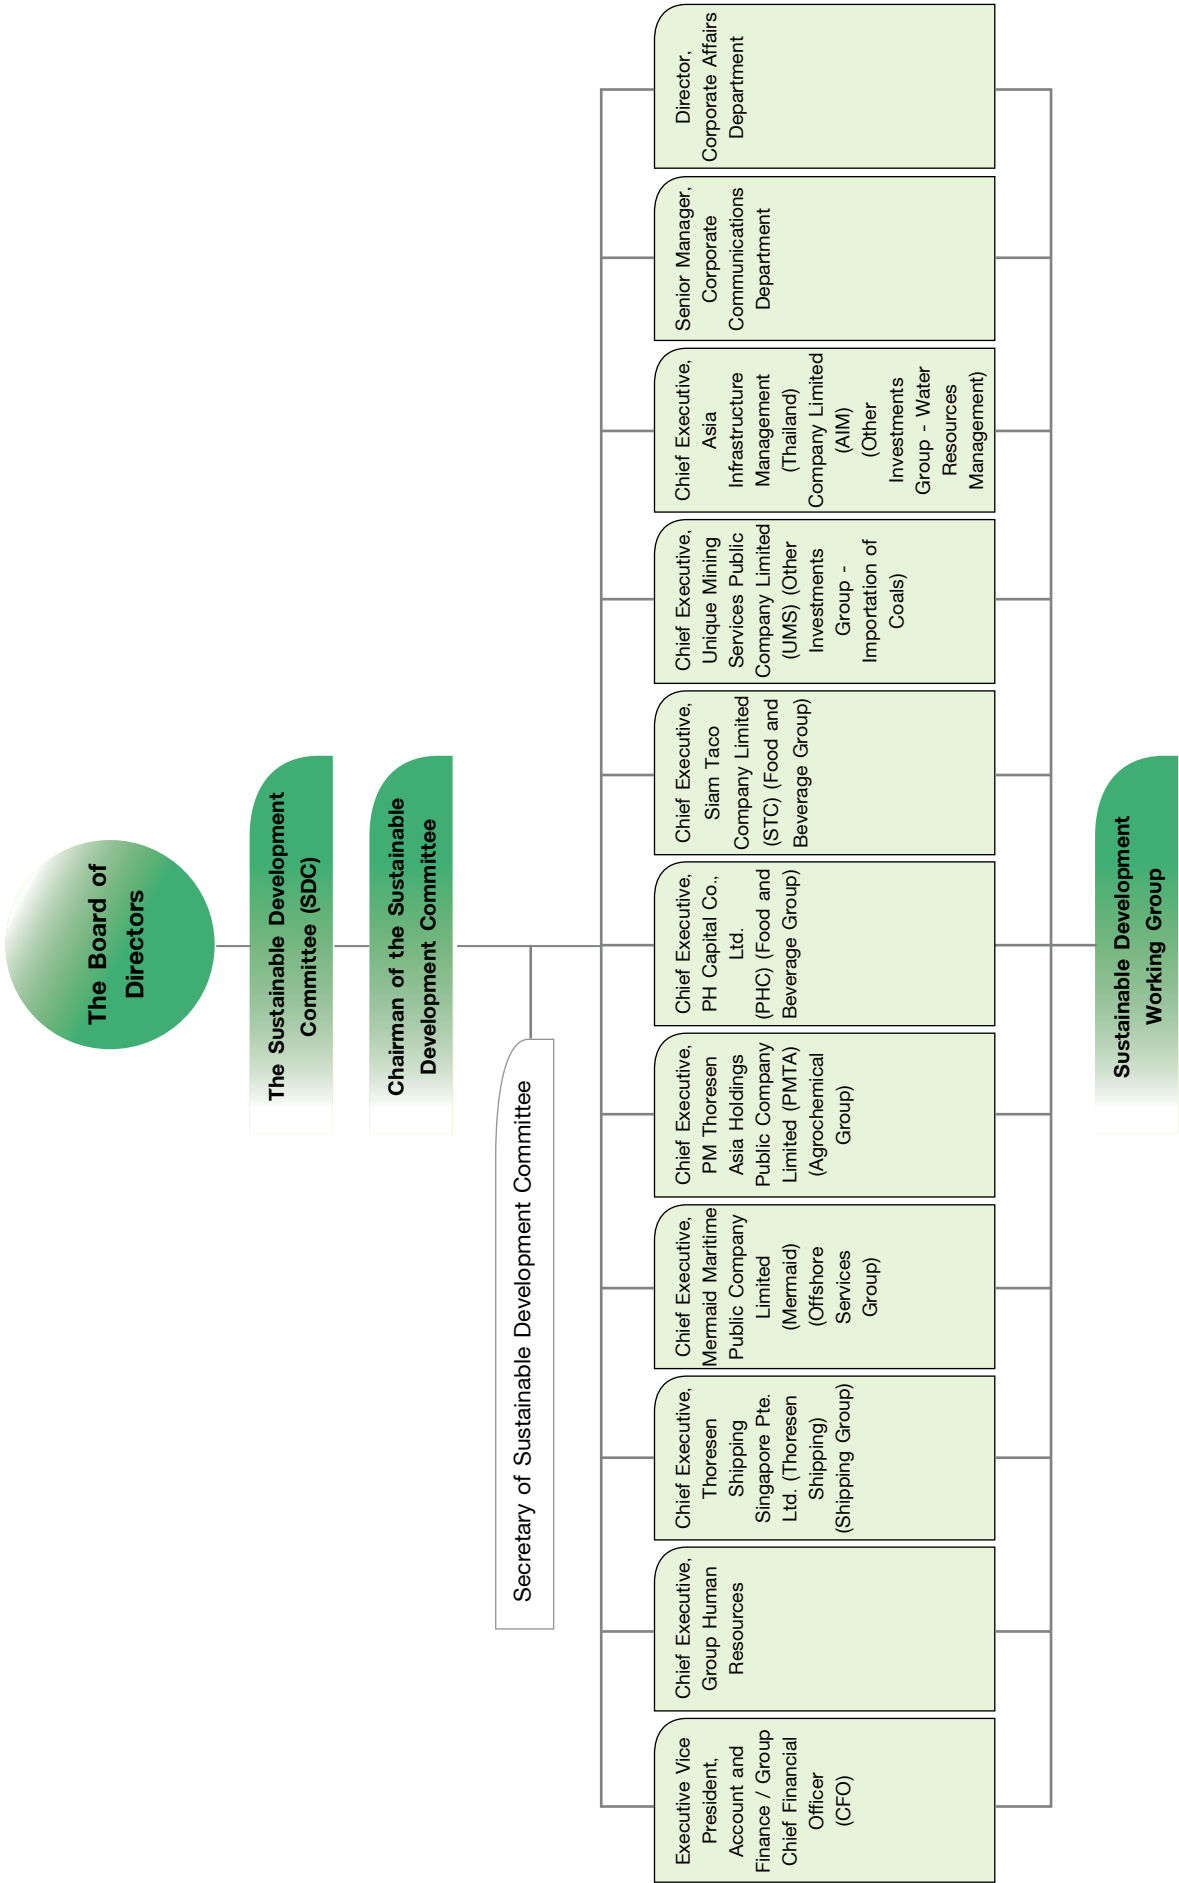 The Board of
Directors
The Sustainable Development
Committee (SDC)
Chairman of the Sustainable
Development Committee
Secretary of Sustainable Development Committee
Executive Vice
President,
Account and
Finance / Group
Chief Financial
Officer
(CFO)
Chief Executive,
Group Human
Resources
Chief Executive,
Thoresen
Shipping
Singapore Pte.
Ltd. (Thoresen
Shipping)
(Shipping Group)
Chief Executive,
Mermaid Maritime
Public Company
Limited
(Mermaid)
(Offshore
Services
Group)
Chief Executive,
PM Thoresen
Asia Holdings
Public Company
Limited (PMTA)
(Agrochemical
Group)
Chief Executive,
PH Capital Co.,
Ltd.
(PHC) (Food and
Beverage Group)
Chief Executive,
Siam Taco
Company Limited
(STC) (Food and
Beverage Group)
Chief Executive,
Unique Mining
Services Public
Company Limited
(UMS) (Other
Investments
Group -
Importation of
Coals)
Chief Executive,
Asia
Infrastructure
Management
(Thailand)
Company Limited
(AIM)
(Other
Investments
Group - Water
Resources
Management)
Senior Manager,
Corporate
Communications
Department
Director,
Corporate Affairs
Department
Sustainable Development
Working Group